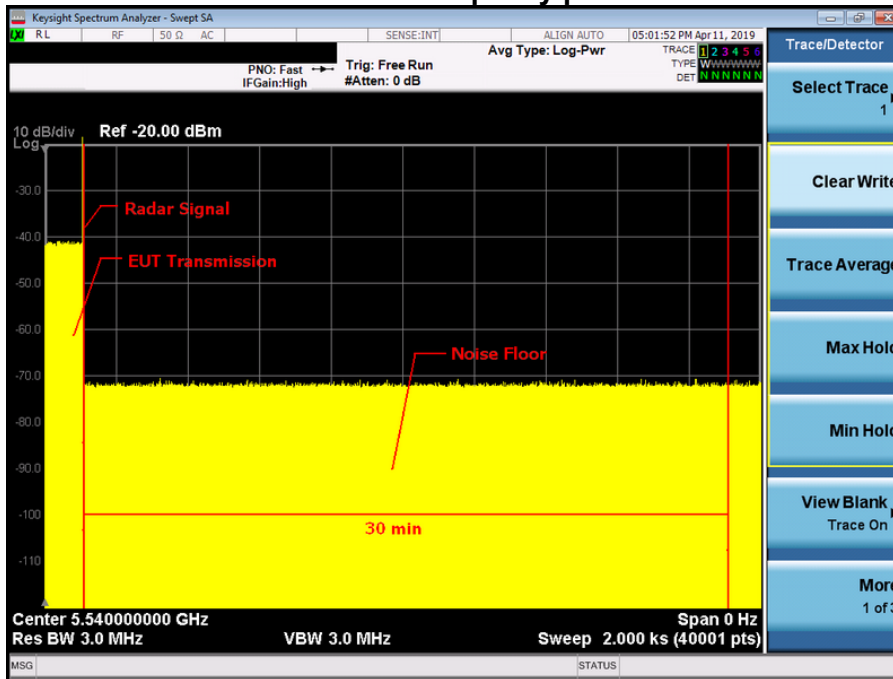 Keysight Spectrum Analyzer - Swept SA
LXI RL RF 50 Ω AC SENSE:INT ALIGN AUTO 05:01:52 PM Apr 11, 2019
Trace/Detector
Avg Type: Log-Pwr
TRACE 1 2 3 4 5 6
PNO: Fast
Trig: Free Run
TYPE WWWWWW
IFGain:High
#Atten: 0 dB
DET N N N N N N
Select Trace
1
10 dB/div Ref -20.00 dBm
Log
Clear Write
-30.0
Radar Signal
-40.0
EUT Transmission
Trace Average
-50.0
-60.0
Noise Floor
Max Hold
-70.0
-80.0
Min Hold
-90.0
View Blank
Trace On
-100
30 min
-110
More
1 of 3
Center 5.540000000 GHz Span 0 Hz
Res BW 3.0 MHz VBW 3.0 MHz Sweep 2.000 ks (40001 pts)
MSG STATUS